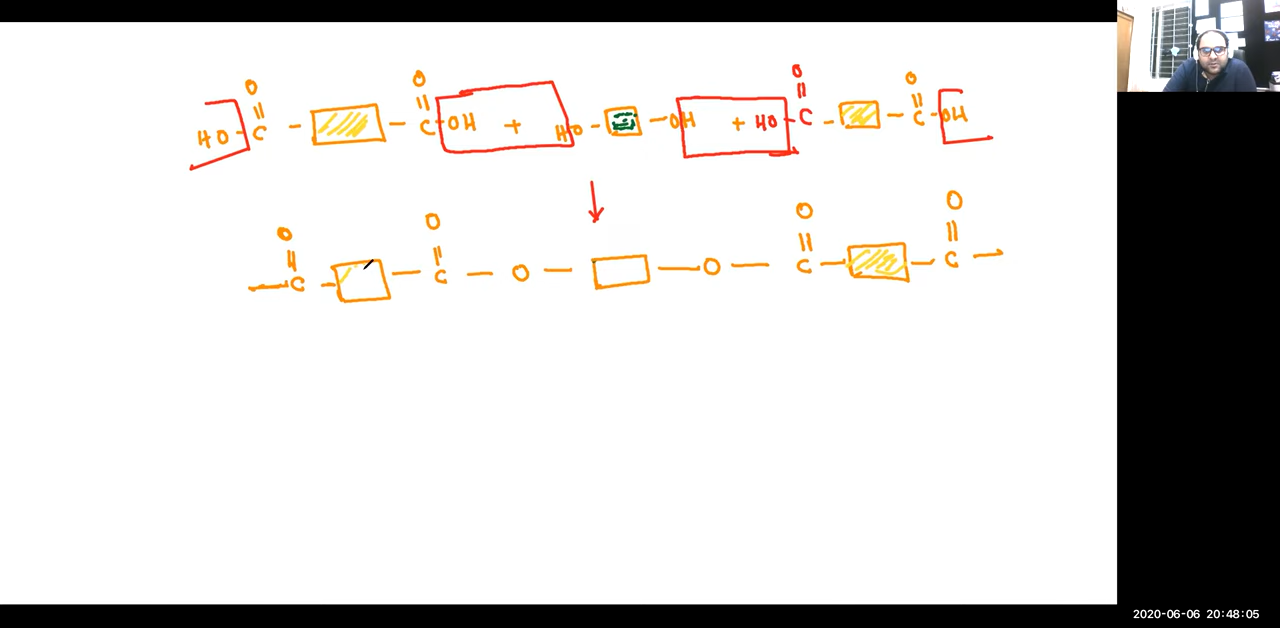 O O O O
|| || || ||
HO - C - - C - OH + HO - - OH + HO - C - - C - OH
O O O O
|| || || ||
- C - - C - O - - O - C - - C -
2020-06-06 20:48:05